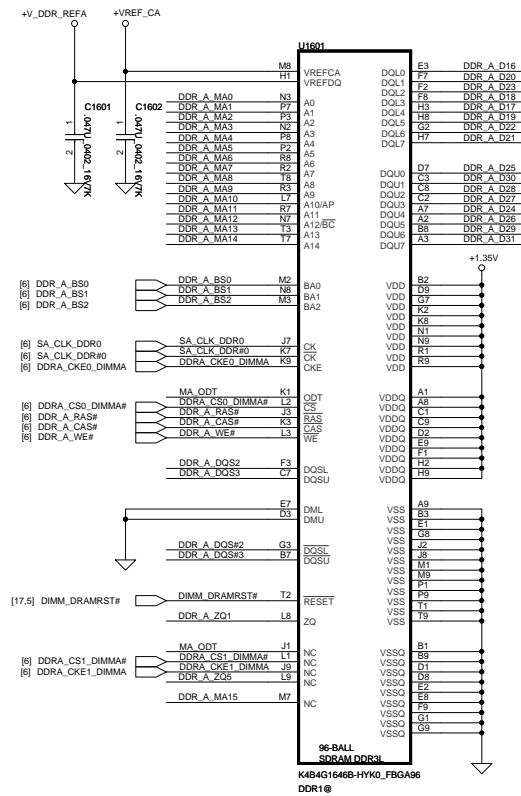 +V_DDR_REFA
+VREF_CA
U1601
M8 VREFCA
H1 VREFDQ
DDR_A_MA0 N3 A0
DDR_A_MA1 P7 A1
DDR_A_MA2 P3 A2
DDR_A_MA3 N2 A3
DDR_A_MA4 P8 A4
DDR_A_MA5 P2 A5
DDR_A_MA6 R8 A6
DDR_A_MA7 R2 A7
DDR_A_MA8 T8 A8
DDR_A_MA9 R3 A9
DDR_A_MA10 L7 A10/AP
DDR_A_MA11 R7 A11
DDR_A_MA12 N7 A12/BC
DDR_A_MA13 T3 A13
DDR_A_MA14 T7 A14
C1601
1
2
.047U_0402_16V7K
C1602
1
2
.047U_0402_16V7K
DQL0 E3 DDR_A_D16
DQL1 F7 DDR_A_D20
DQL2 F2 DDR_A_D23
DQL3 F8 DDR_A_D18
DQL4 H3 DDR_A_D17
DQL5 H8 DDR_A_D19
DQL6 G2 DDR_A_D22
DQL7 H7 DDR_A_D21
DQU0 D7 DDR_A_D25
DQU1 C3 DDR_A_D30
DQU2 C8 DDR_A_D28
DQU3 C2 DDR_A_D27
DQU4 A7 DDR_A_D24
DQU5 A2 DDR_A_D26
DQU6 B8 DDR_A_D29
DQU7 A3 DDR_A_D31
+1.35V
[6] DDR_A_BS0 DDR_A_BS0 M2 BA0
[6] DDR_A_BS1 DDR_A_BS1 N8 BA1
[6] DDR_A_BS2 DDR_A_BS2 M3 BA2
[6] SA_CLK_DDR0 SA_CLK_DDR0 J7 CK
[6] SA_CLK_DDR#0 SA_CLK_DDR#0 K7 CK
[6] DDRA_CKE0_DIMMA DDRA_CKE0_DIMMA K9 CKE
MA_ODT K1 ODT
[6] DDRA_CS0_DIMMA# DDRA_CS0_DIMMA# L2 CS
[6] DDR_A_RAS# DDR_A_RAS# J3 RAS
[6] DDR_A_CAS# DDR_A_CAS# K3 CAS
[6] DDR_A_WE# DDR_A_WE# L3 WE
DDR_A_DQS2 F3 DQSL
DDR_A_DQS3 C7 DQSU
E7 DML
D3 DMU
DDR_A_DQS#2 G3 DQSL
DDR_A_DQS#3 B7 DQSU
[17,5] DIMM_DRAMRST# DIMM_DRAMRST# T2 RESET
DDR_A_ZQ1 L8 ZQ
MA_ODT J1 NC
[6] DDRA_CS1_DIMMA# DDRA_CS1_DIMMA# L1 NC
[6] DDRA_CKE1_DIMMA DDRA_CKE1_DIMMA J9 NC
DDR_A_ZQ5 L9 NC
DDR_A_MA15 M7 NC
VDD B2
VDD D9
VDD G7
VDD K2
VDD K8
VDD N1
VDD N9
VDD R1
VDD R9
VDDQ A1
VDDQ A8
VDDQ C1
VDDQ C9
VDDQ D2
VDDQ E9
VDDQ F1
VDDQ H2
VDDQ H9
VSS A9
VSS B3
VSS E1
VSS G8
VSS J2
VSS J8
VSS M1
VSS M9
VSS P1
VSS P9
VSS T1
VSS T9
VSSQ B1
VSSQ B9
VSSQ D1
VSSQ D8
VSSQ E2
VSSQ E8
VSSQ F9
VSSQ G1
VSSQ G9
96-BALL
SDRAM DDR3L
K4B4G1646B-HYK0_FBGA96
DDR1@